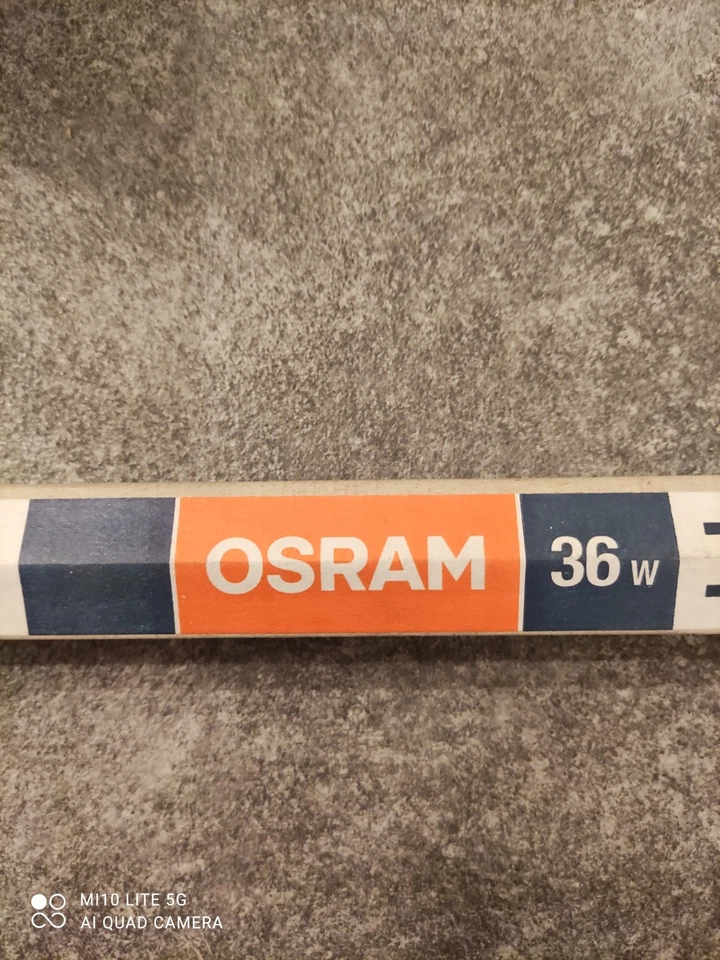 OSRAM
36 W
MI10 LITE 5G
AI QUAD CAMERA